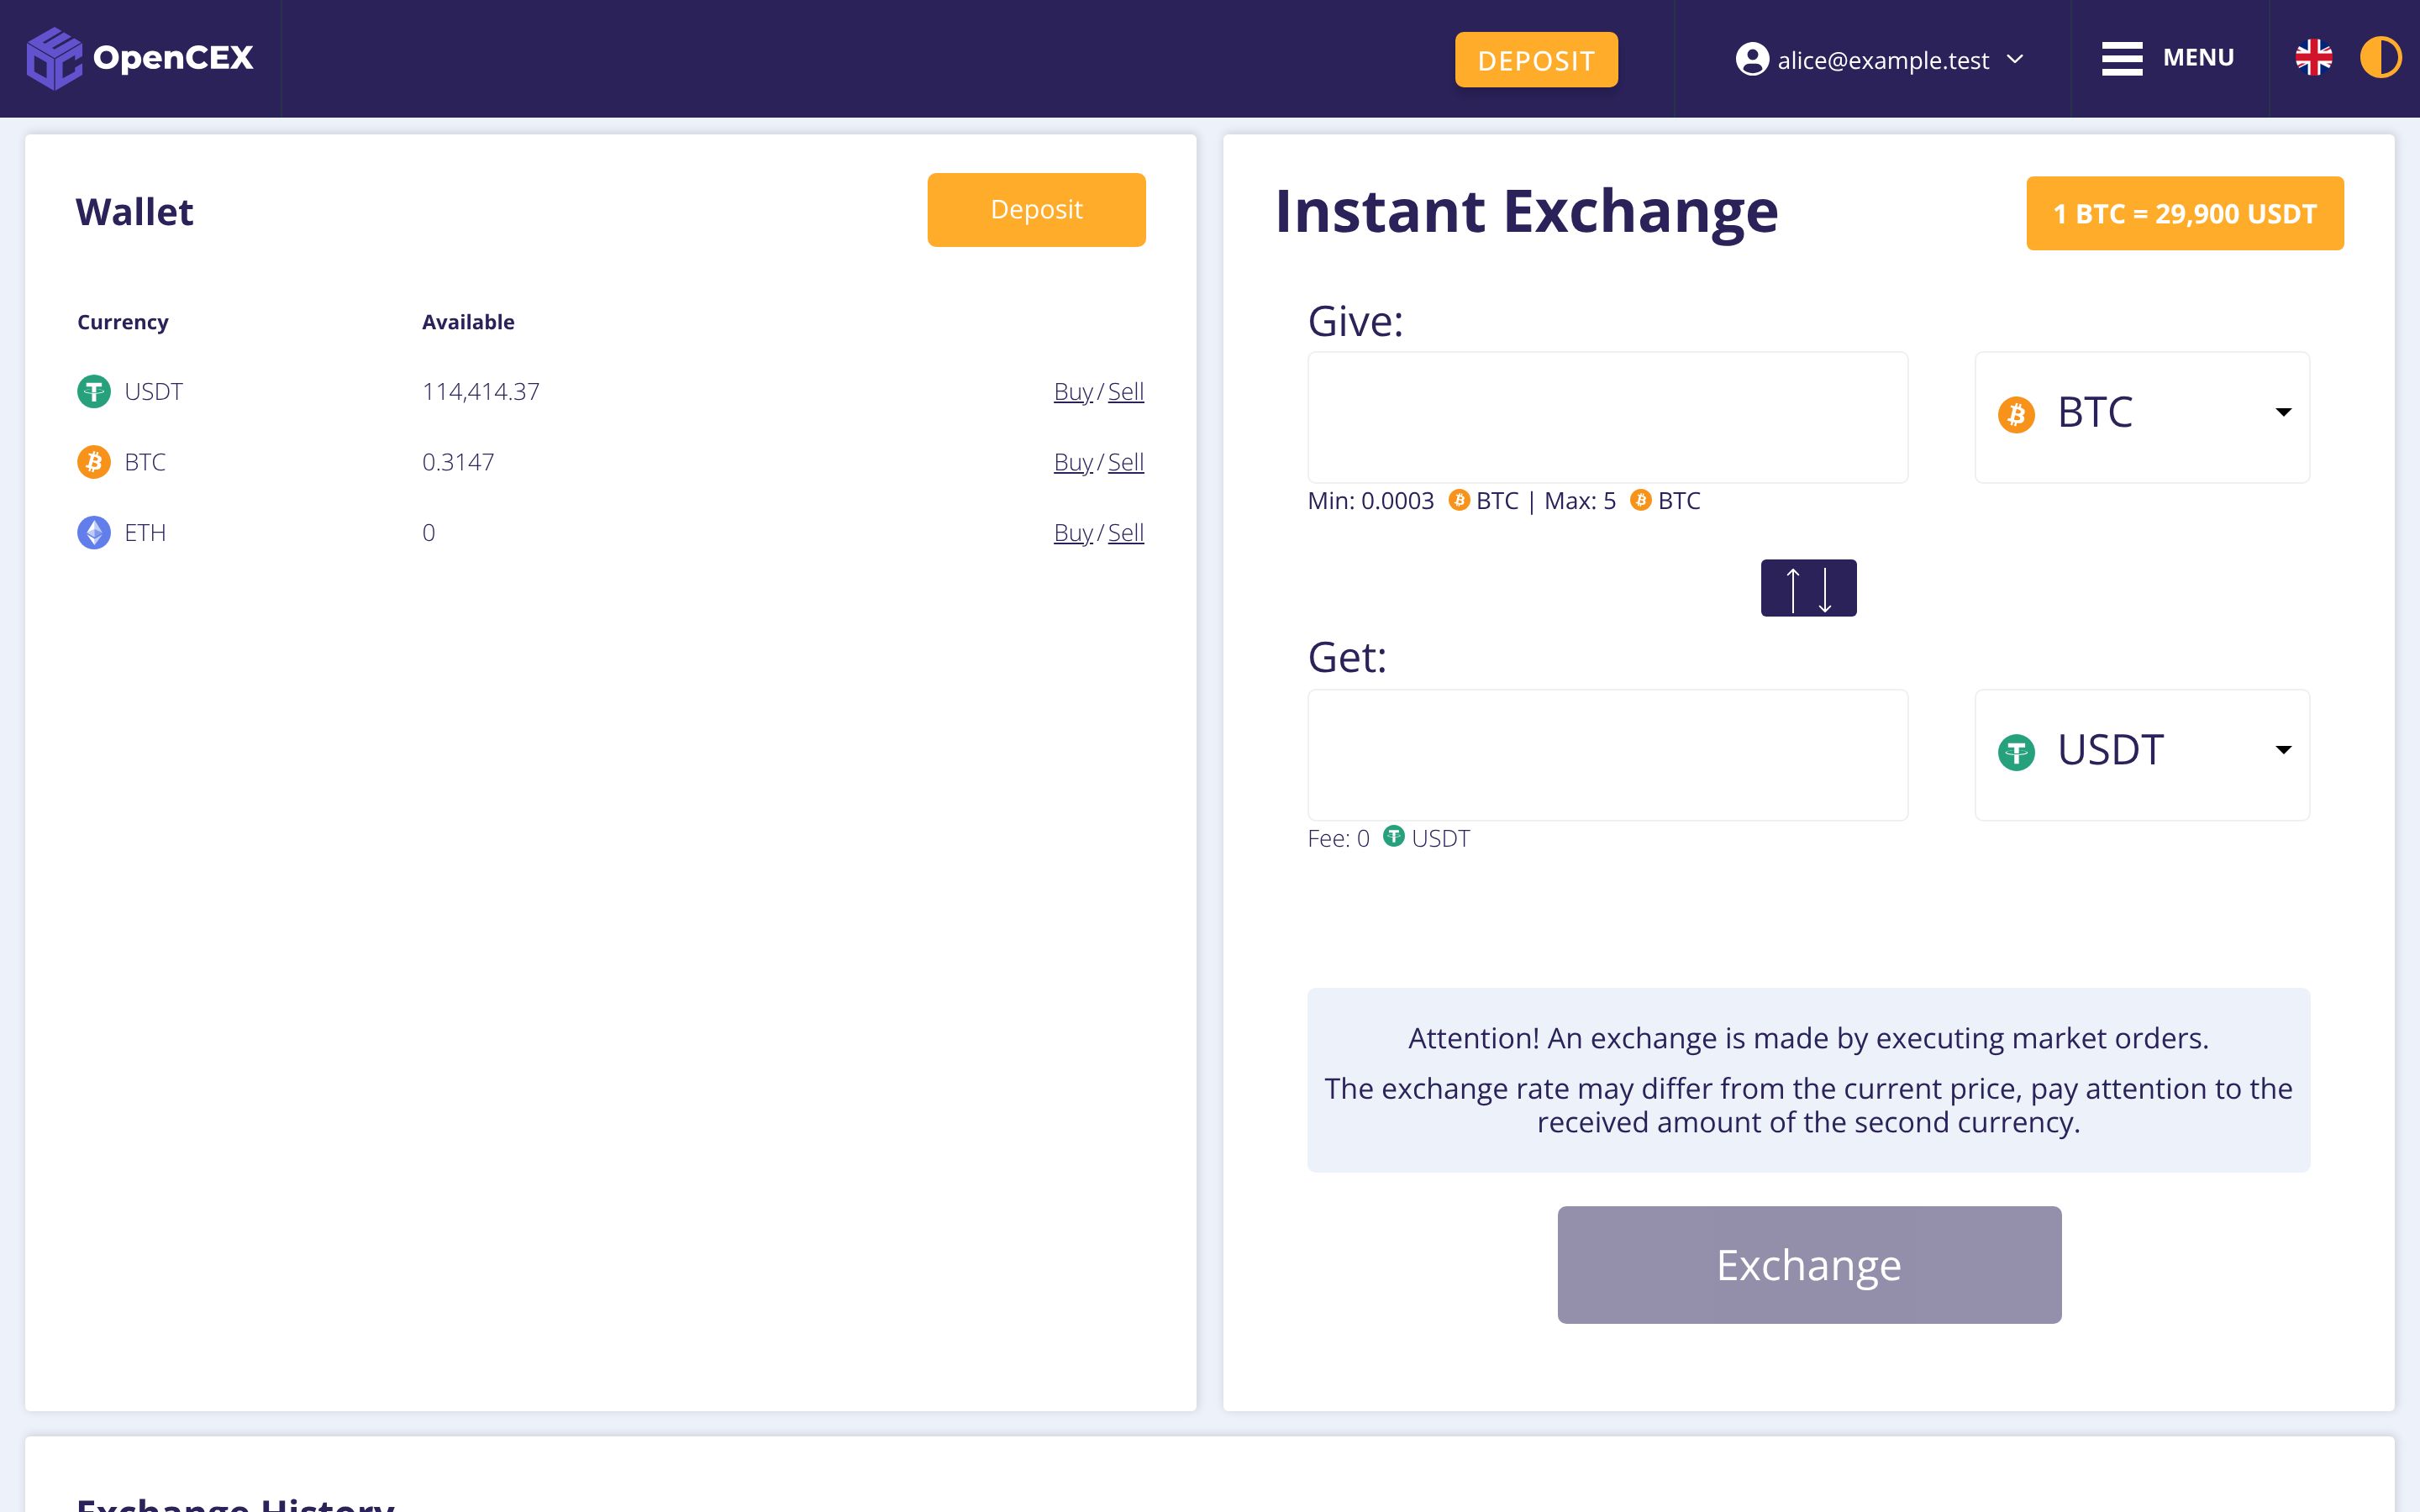 OpenCEX
DEPOSIT
alice@example.test
MENU
Wallet
Deposit
Currency Available
USDT 114,414.37 Buy / Sell
BTC 0.3147 Buy / Sell
ETH 0 Buy / Sell
Instant Exchange
1 BTC = 29,900 USDT
Give:
BTC
Min: 0.0003 BTC | Max: 5 BTC
Get:
USDT
Fee: 0 USDT
Attention! An exchange is made by executing market orders.
The exchange rate may differ from the current price, pay attention to the
received amount of the second currency.
Exchange
Exchange History